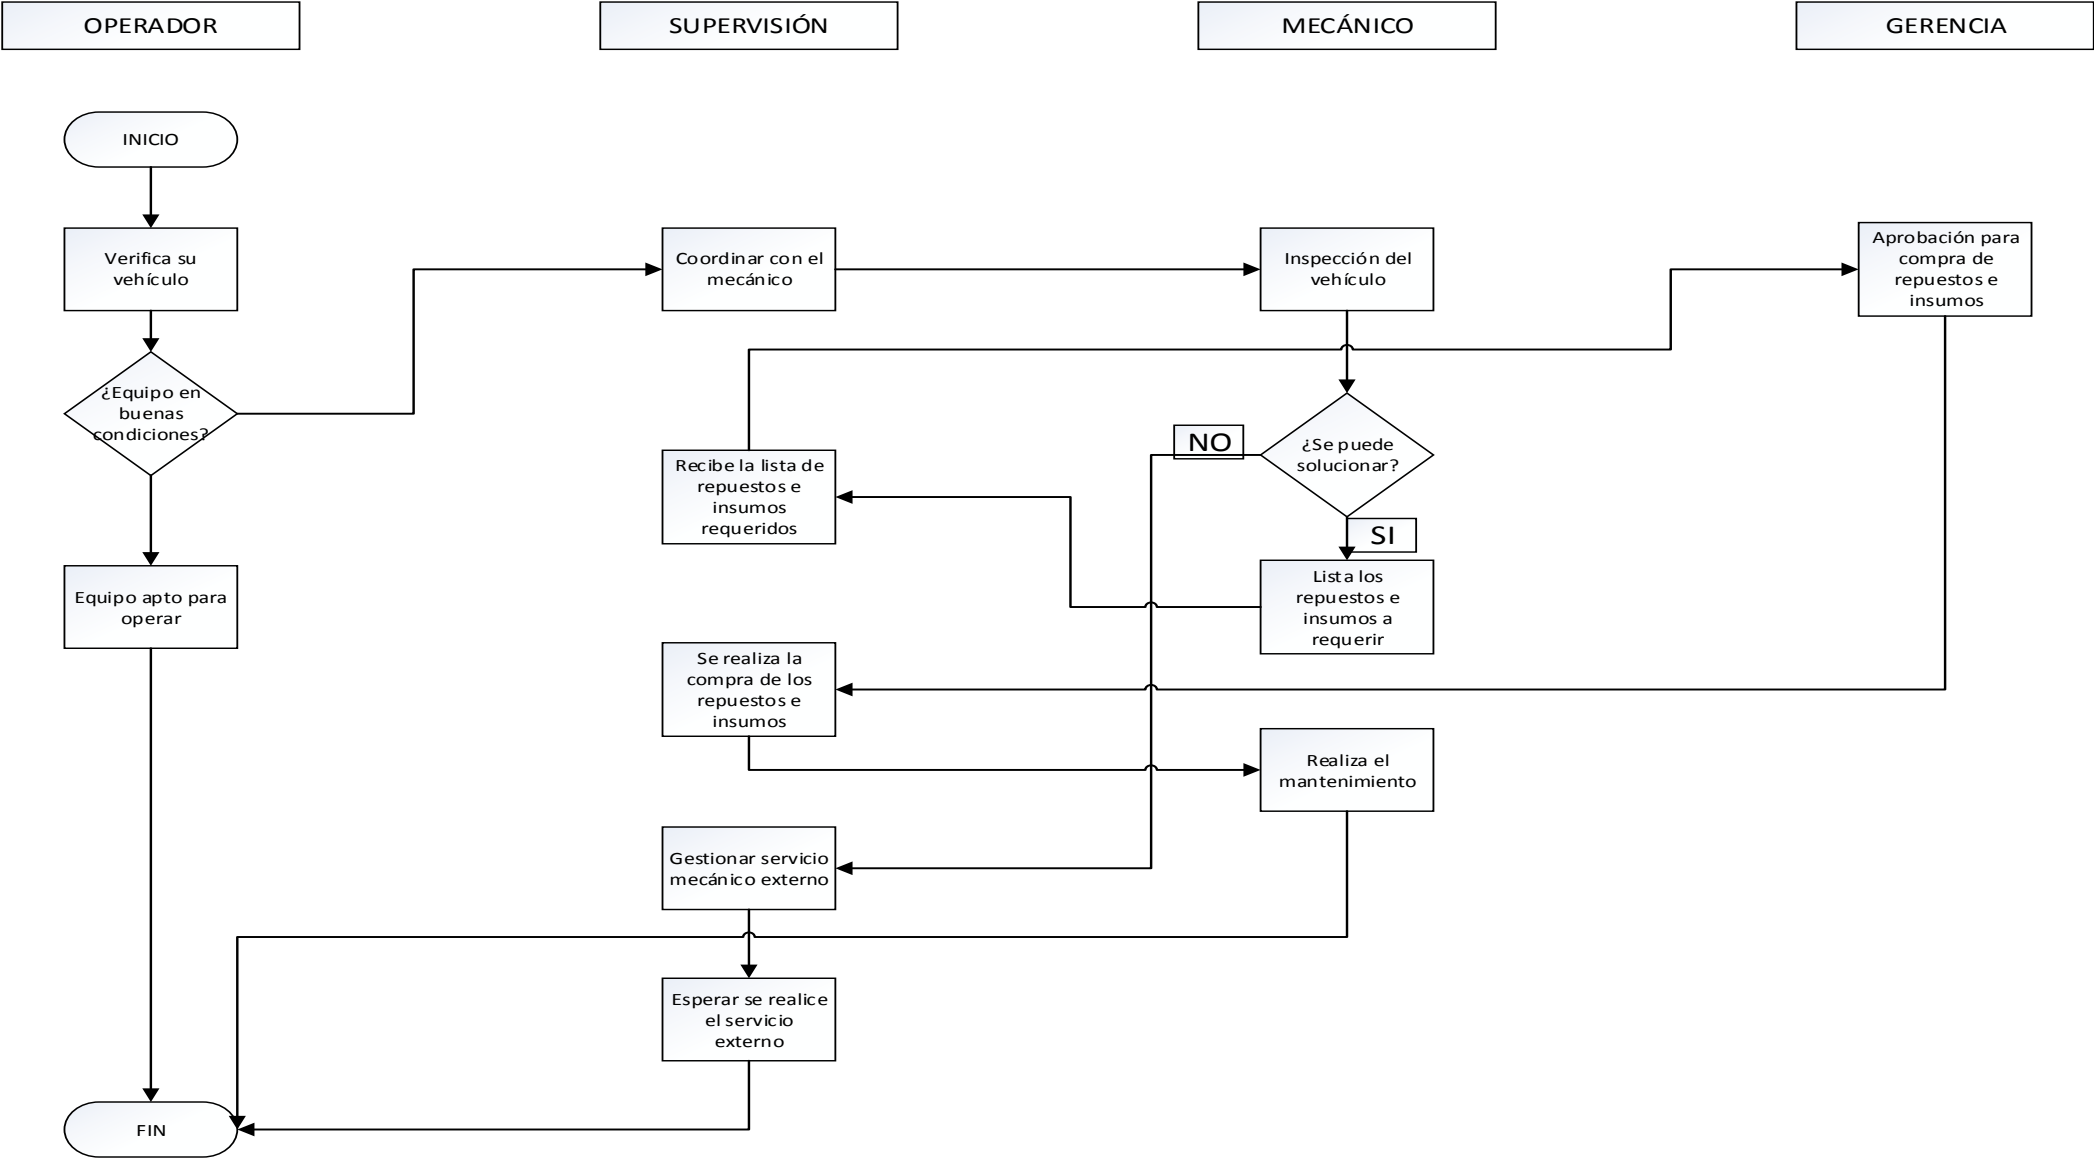 OPERADOR
SUPERVISIÓN
MECÁNICO
GERENCIA
INICIO
Verifica su
vehículo
Coordinar con el
mecánico
Inspección del
vehículo
Aprobación para
compra de
repuestos e
insumos
¿Equipo en
buenas
condiciones?
NO
¿Se puede
solucionar?
SI
Recibe la lista de
repuestos e
insumos
requeridos
Equipo apto para
operar
Lista los
repuestos e
insumos a
requerir
Se realiza la
compra de los
repuestos e
insumos
Realiza el
mantenimiento
Gestionar servicio
mecánico externo
Esperar se realice
el servicio
externo
FIN